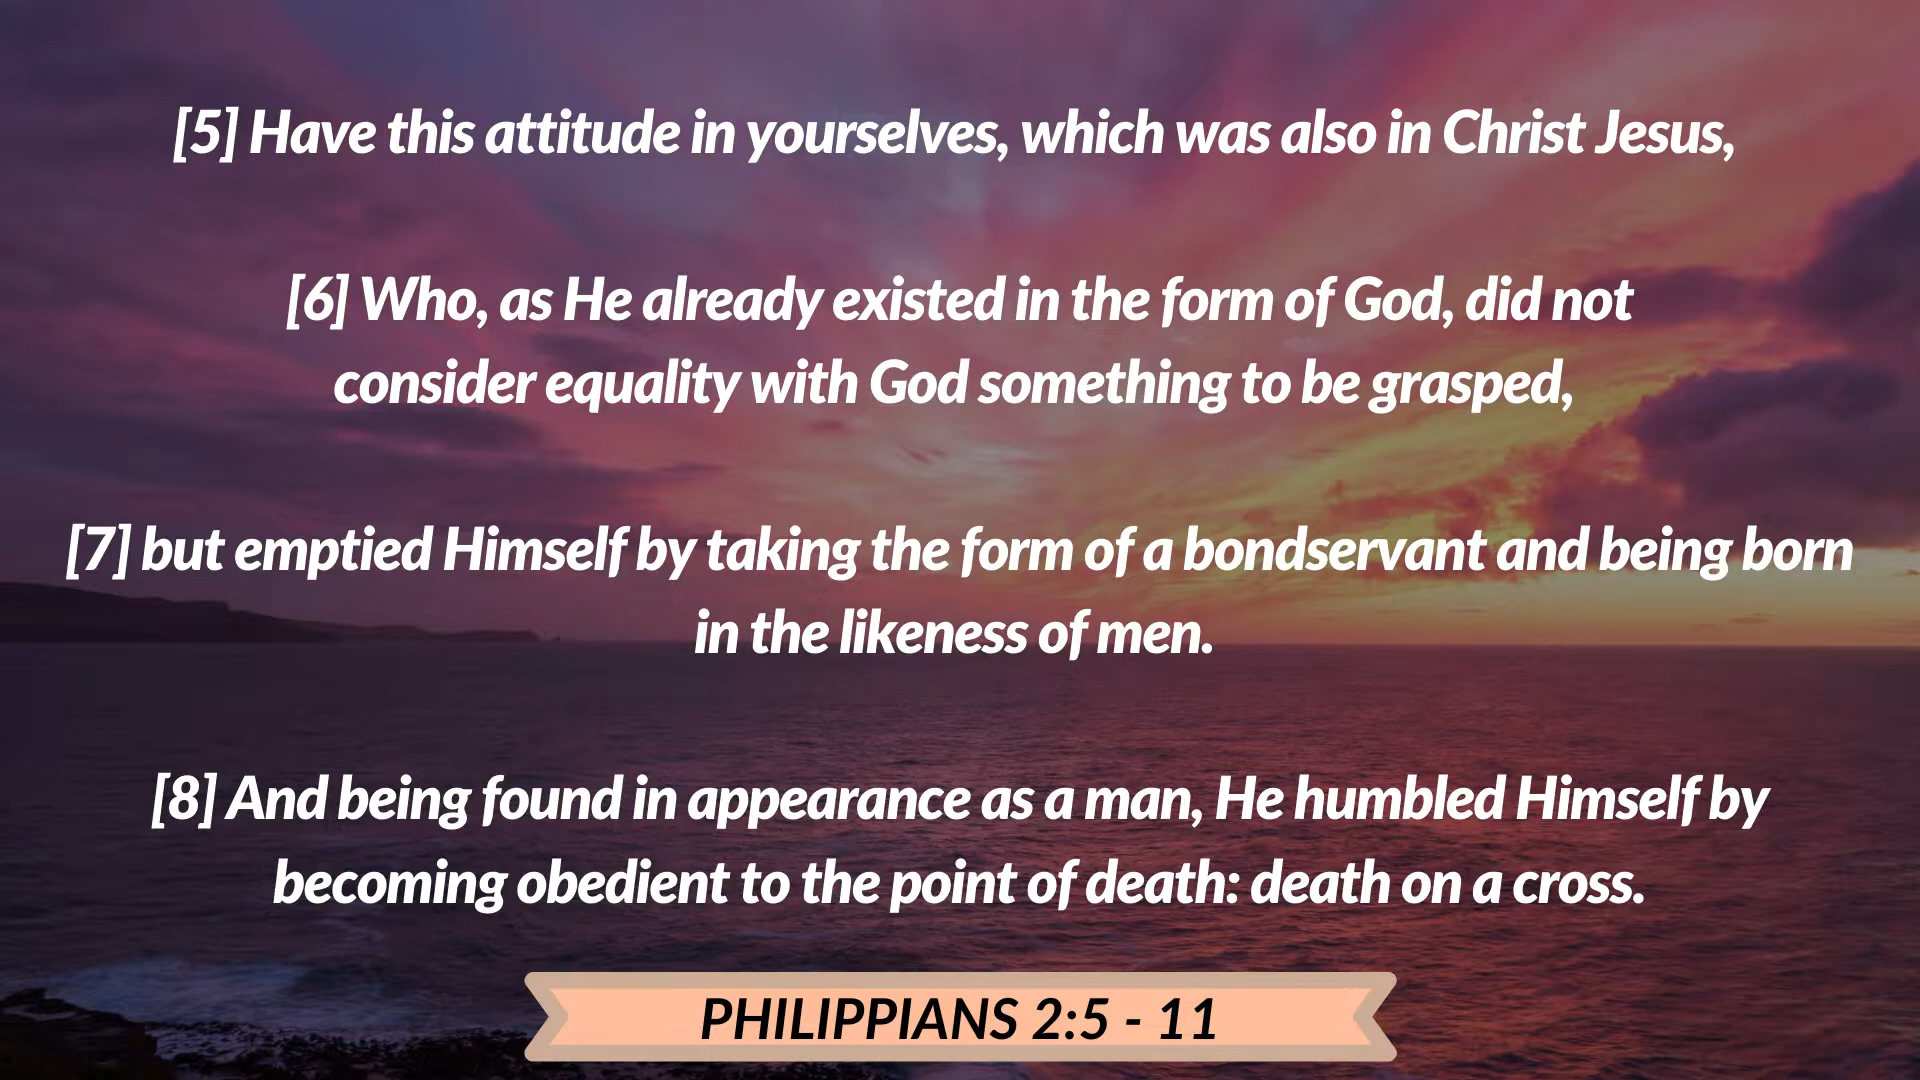 [5] Have this attitude in yourselves, which was also in Christ Jesus,
[6] Who, as He already existed in the form of God, did not
consider equality with God something to be grasped,
[7] but emptied Himself by taking the form of a bondservant and being born
in the likeness of men.
[8] And being found in appearance as a man, He humbled Himself by
becoming obedient to the point of death: death on a cross.
PHILIPPIANS 2:5 - 11